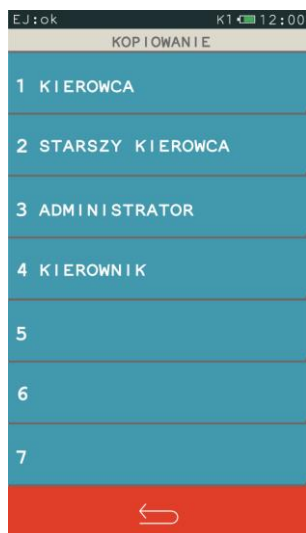 EJ:ok K1 12:00
KOPIOWANIE
1 KIEROWCA
2 STARSZY KIEROWCA
3 ADMINISTRATOR
4 KIEROWNIK
5
6
7